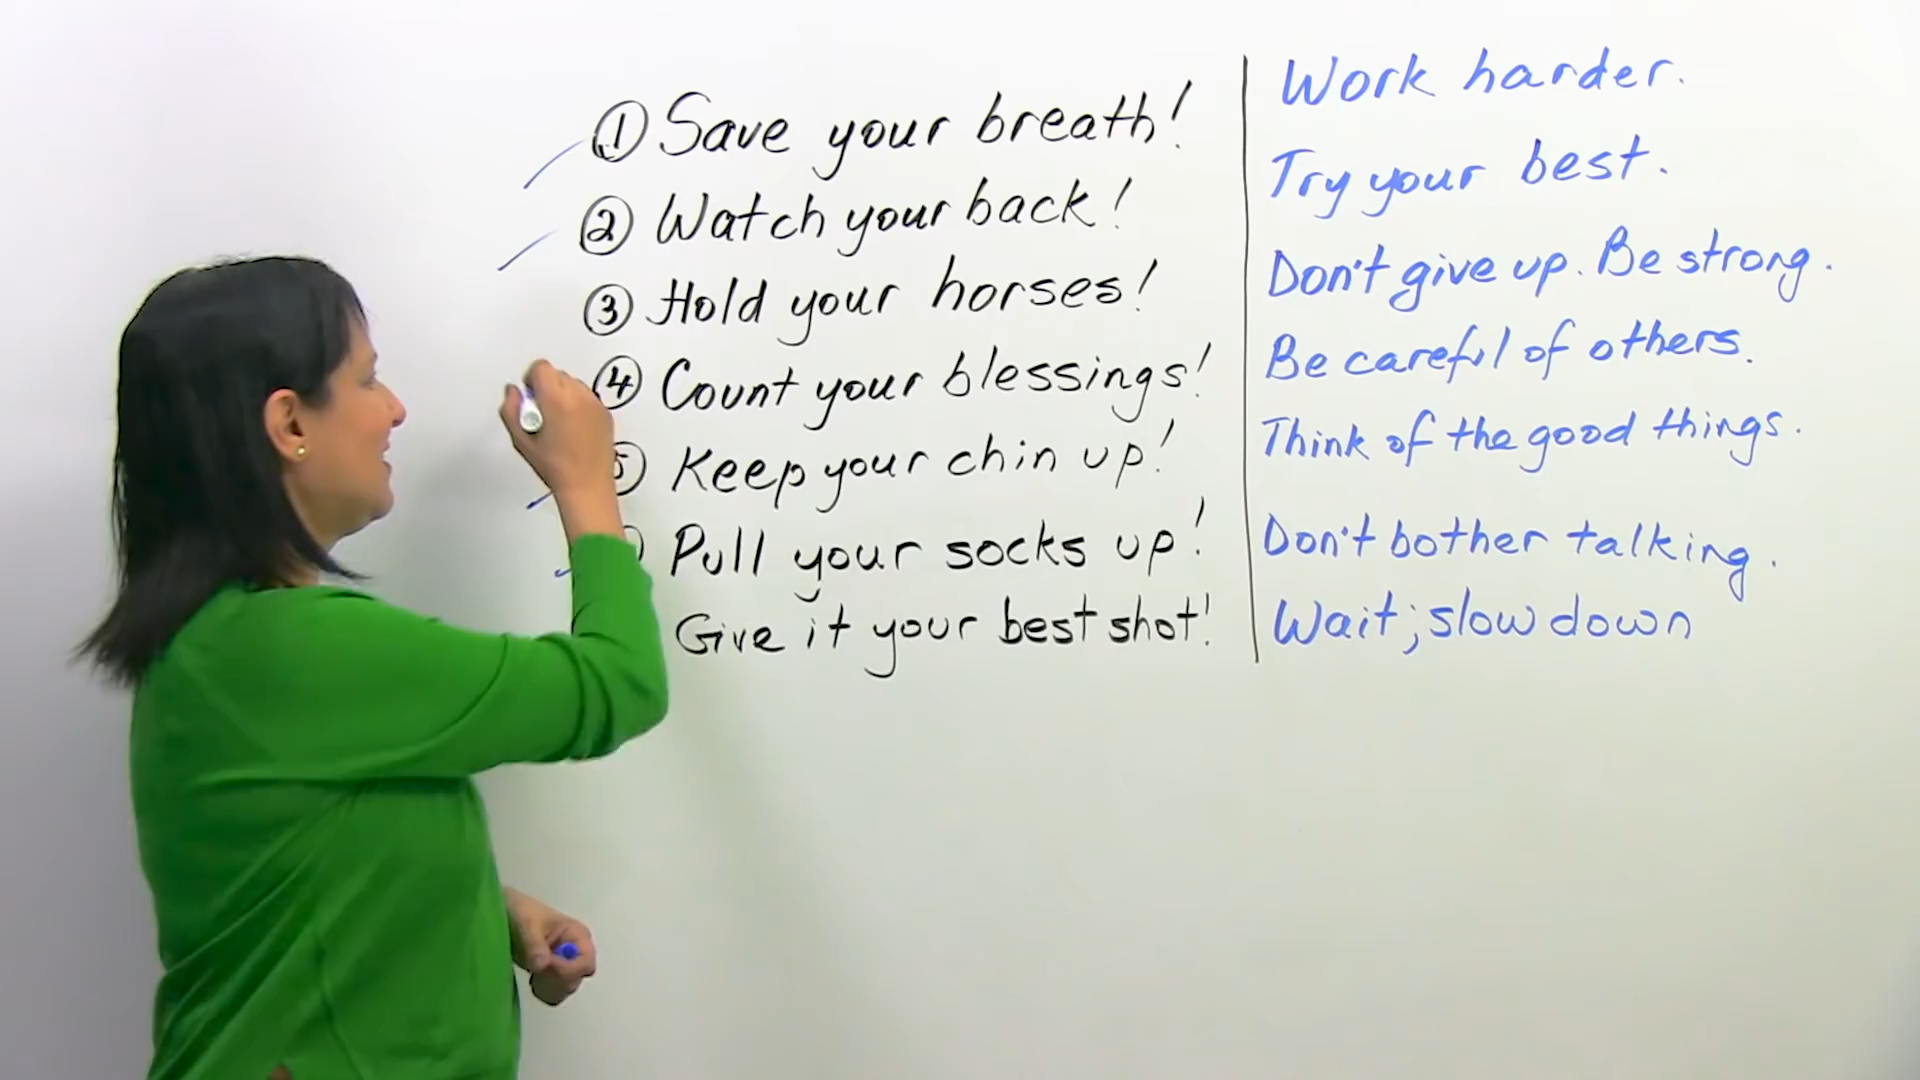 ① Save your breath!
② Watch your back!
③ Hold your horses!
④ Count your blessings!
5 Keep your chin up!
Pull your socks up!
Give it your best shot!
Work harder.
Try your best.
Don't give up. Be strong.
Be careful of others.
Think of the good things.
Don't bother talking.
Wait; slow down